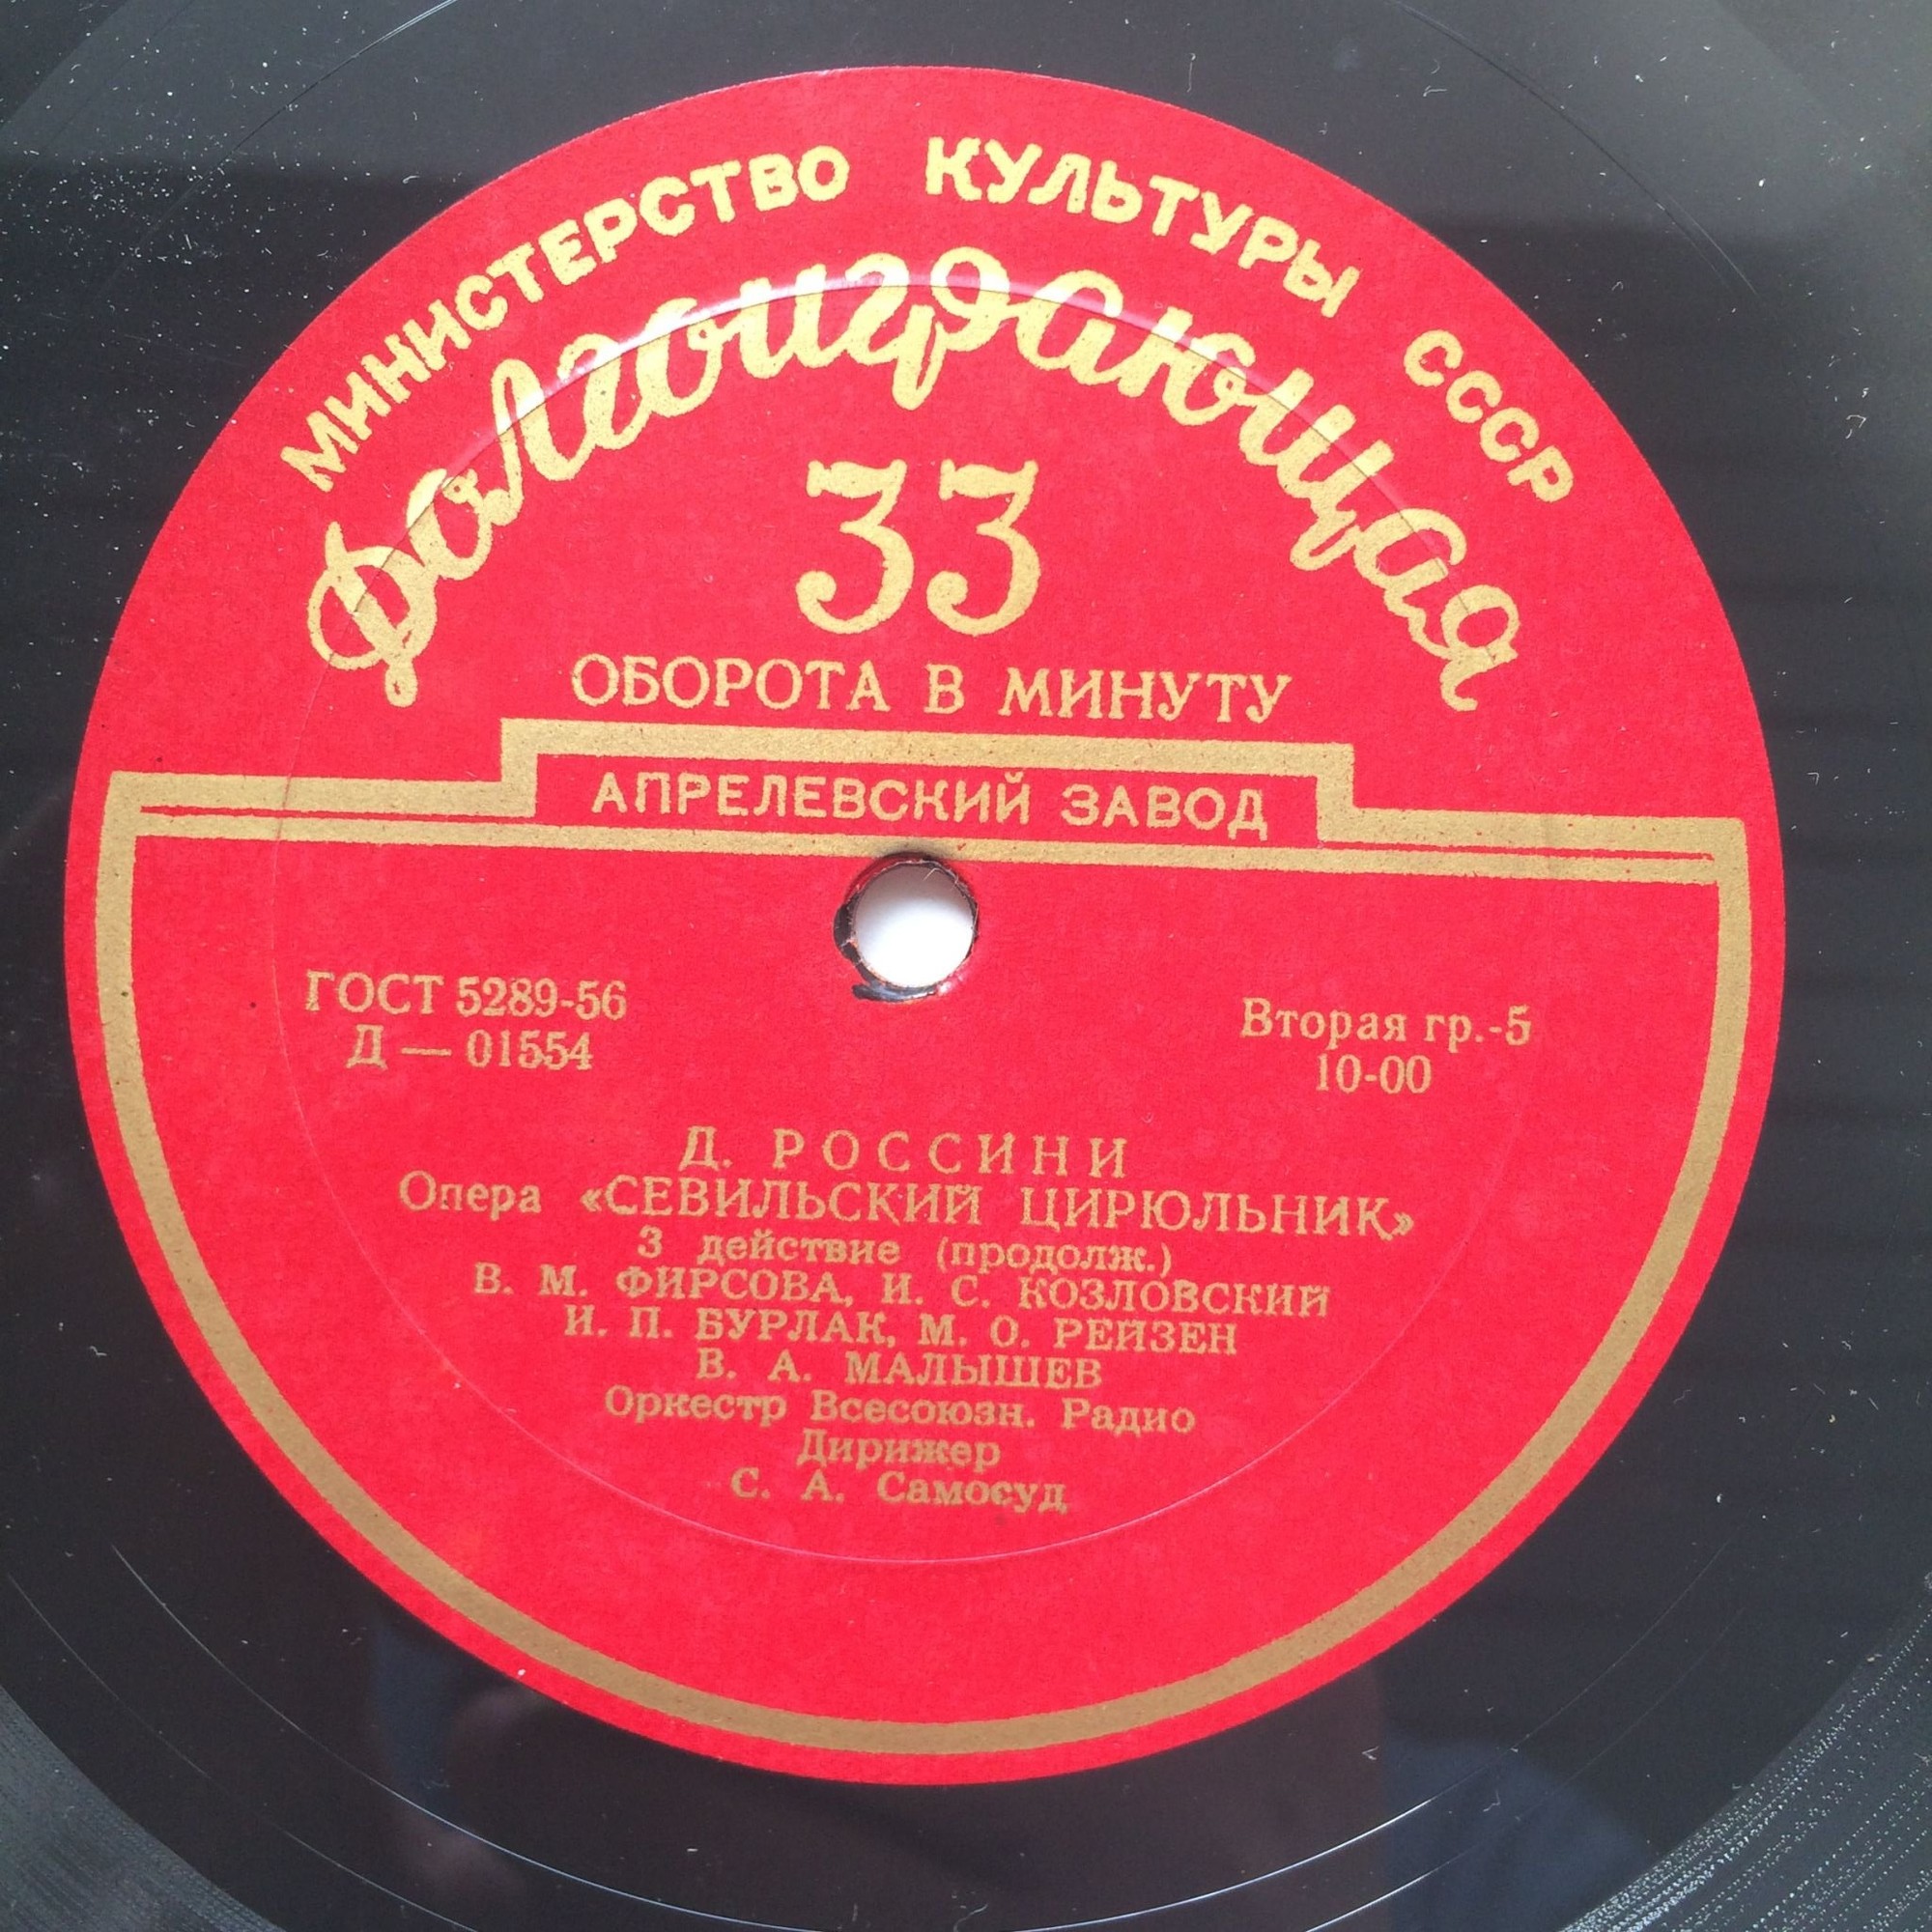 МИНИСТЕРСТВО КУЛЬТУРЫ СССР
Долгоиграющая
33
ОБОРОТА В МИНУТУ
АПРЕЛЕВСКИЙ ЗАВОД
ГОСТ 5289-56
Д — 01554
Вторая гр.-5
10-00
Д. РОССИНИ
Опера «СЕВИЛЬСКИЙ ЦИРЮЛЬНИК»
3 действие (продолж.)
В. М. ФИРСОВА, И. С. КОЗЛОВСКИЙ
И. П. БУРЛАК, М. О. РЕЙЗЕН
В. А. МАЛЫШЕВ
Оркестр Всесоюзн. Радио
Дирижер
С. А. Самосуд